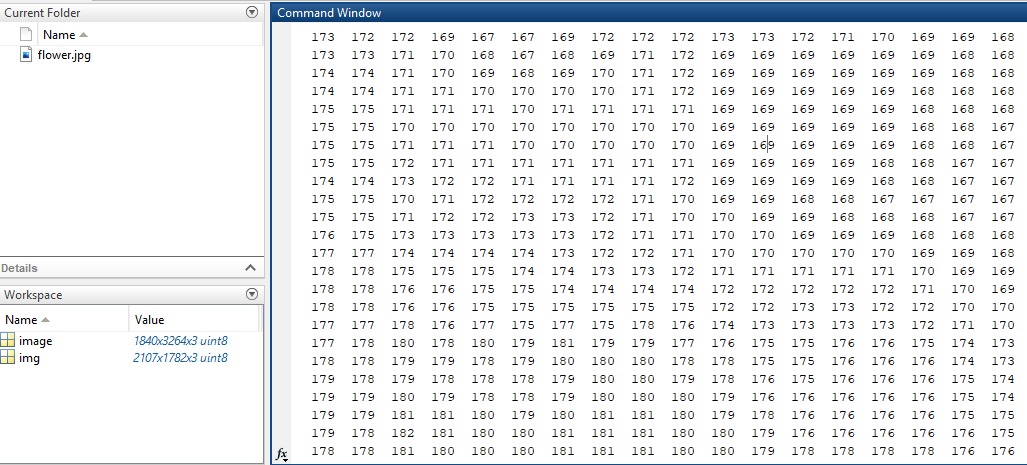 Current Folder
Name
flower.jpg
Details
Workspace
Name Value
image 1840x3264x3 uint8
img 2107x1782x3 uint8
Command Window
173 172 172 169 167 167 169 172 172 172 173 173 172 171 170 169 169 168
173 173 171 170 168 167 168 169 171 172 169 169 169 169 169 169 168 168
174 174 171 170 169 168 169 170 171 172 169 169 169 169 169 169 168 168
174 174 171 171 170 170 170 170 171 172 169 169 169 169 169 168 168 168
175 175 171 171 171 170 171 171 171 171 169 169 169 169 169 168 168 168
175 175 170 170 170 170 170 170 170 170 169 169 169 169 169 168 168 167
175 175 171 171 171 170 170 170 170 170 169 169 169 169 169 168 168 167
175 175 172 171 171 171 171 171 171 171 169 169 169 169 168 168 167 167
174 174 173 172 172 171 171 171 171 172 169 169 169 168 168 168 167 167
175 175 170 171 172 172 172 172 171 170 169 169 168 168 167 167 167 167
175 175 171 172 172 173 173 172 171 170 170 169 169 168 168 168 167 167
176 175 173 173 173 173 173 172 171 171 170 170 169 169 169 168 168 168
177 177 174 174 174 174 173 172 172 171 170 170 170 170 170 169 169 168
178 178 175 175 175 174 174 173 173 172 171 171 171 171 171 170 169 169
178 178 176 176 175 175 174 174 174 174 172 172 172 172 172 171 170 169
178 178 176 176 175 175 175 175 175 175 172 172 173 173 172 172 170 170
177 177 178 176 177 175 177 175 178 176 174 173 173 173 173 172 171 170
177 178 180 178 180 179 181 179 179 177 176 175 175 175 176 175 174 173
178 178 179 179 178 179 180 180 180 178 178 175 176 176 176 176 174 173
179 178 179 178 178 178 179 180 180 179 178 176 175 176 176 176 175 174
179 179 180 179 178 178 179 180 180 179 179 176 176 176 176 175 175 174
179 179 181 181 180 179 180 181 181 180 179 178 176 176 176 176 175 175
179 178 182 181 180 180 181 181 181 180 180 179 176 176 176 176 176 175
178 178 181 180 180 180 181 181 181 180 180 179 178 178 178 178 176 176
fx